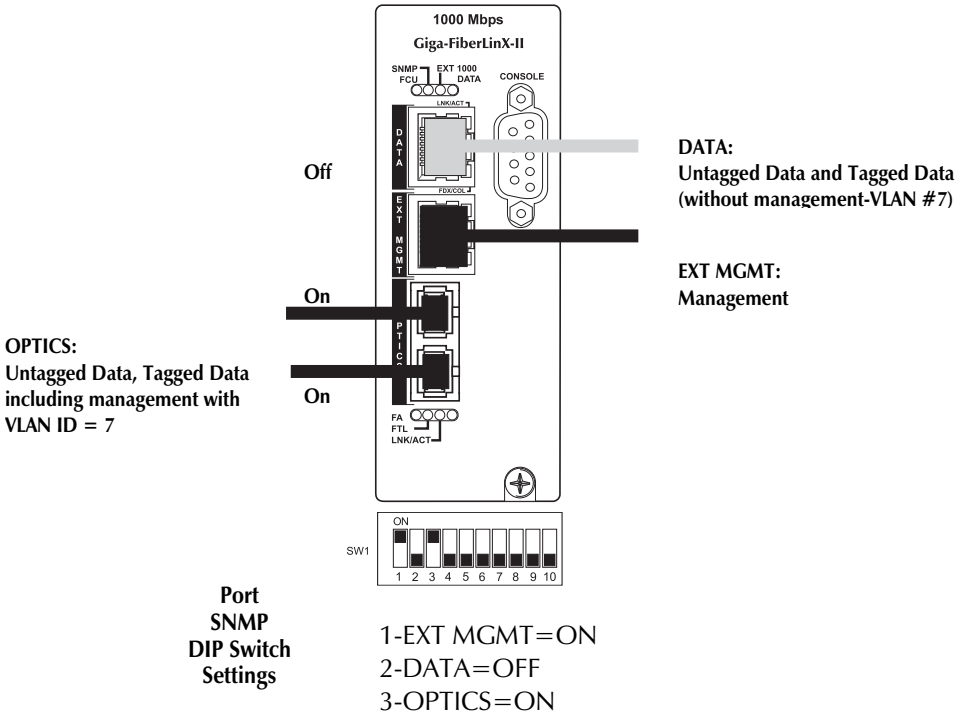 1000 Mbps
Giga-FiberLinX-II
SNMP EXT 1000
FCU DATA
CONSOLE
LNK/ACT
DATA
Off
FDX/COL
EXT MGMT
DATA:
Untagged Data and Tagged Data
(without management-VLAN #7)
EXT MGMT:
Management
On
OPTICS:
Untagged Data, Tagged Data
including management with
VLAN ID = 7
PTIC
On
FA
FTL
LNK/ACT
ON
SW1
1 2 3 4 5 6 7 8 9 10
Port
SNMP
DIP Switch
Settings
1-EXT MGMT=ON
2-DATA=OFF
3-OPTICS=ON